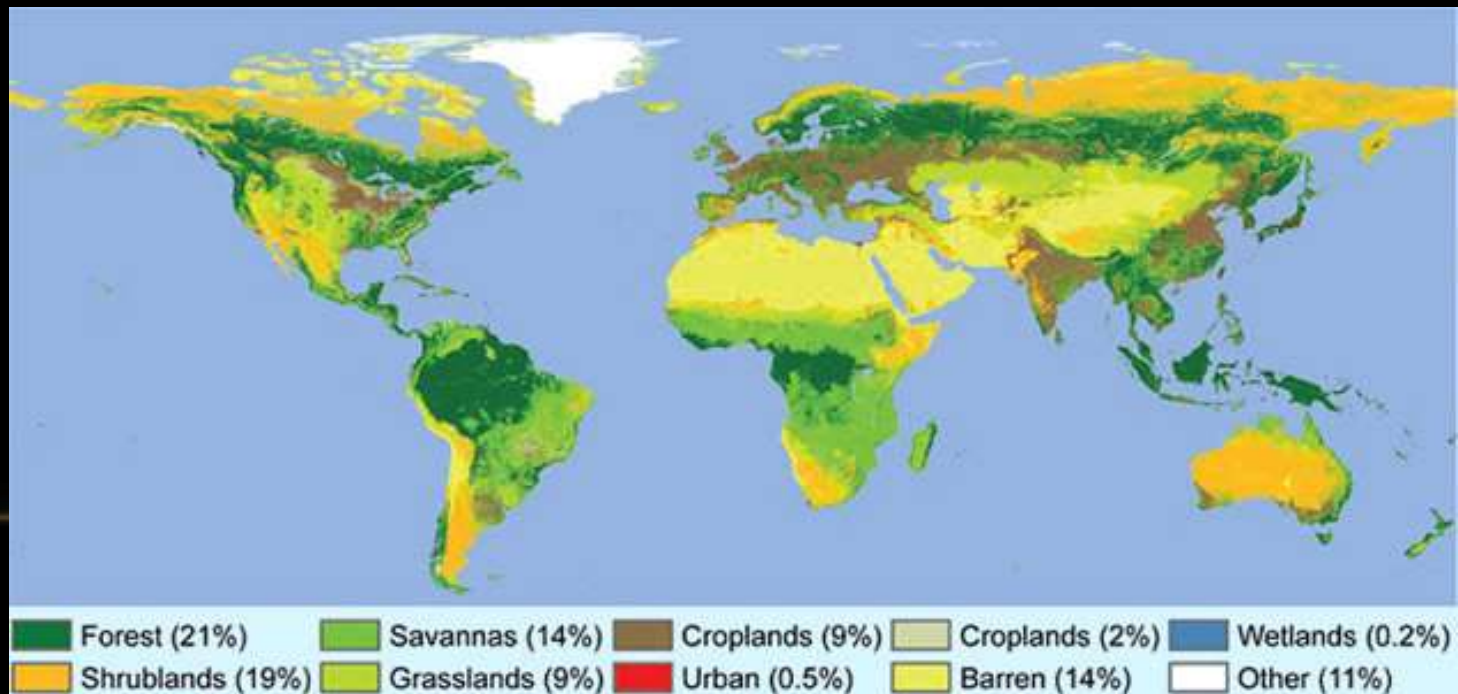 Forest (21%) Savannas (14%) Croplands (9%) Croplands (2%) Wetlands (0.2%)
Shrublands (19%) Grasslands (9%) Urban (0.5%) Barren (14%) Other (11%)